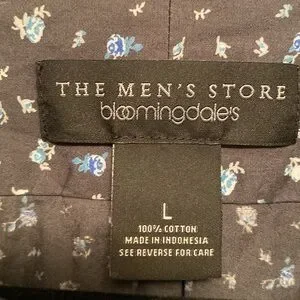 THE MEN'S STORE
bloomingdale's
L
100% COTTON
MADE IN INDONESIA
SEE REVERSE FOR CARE